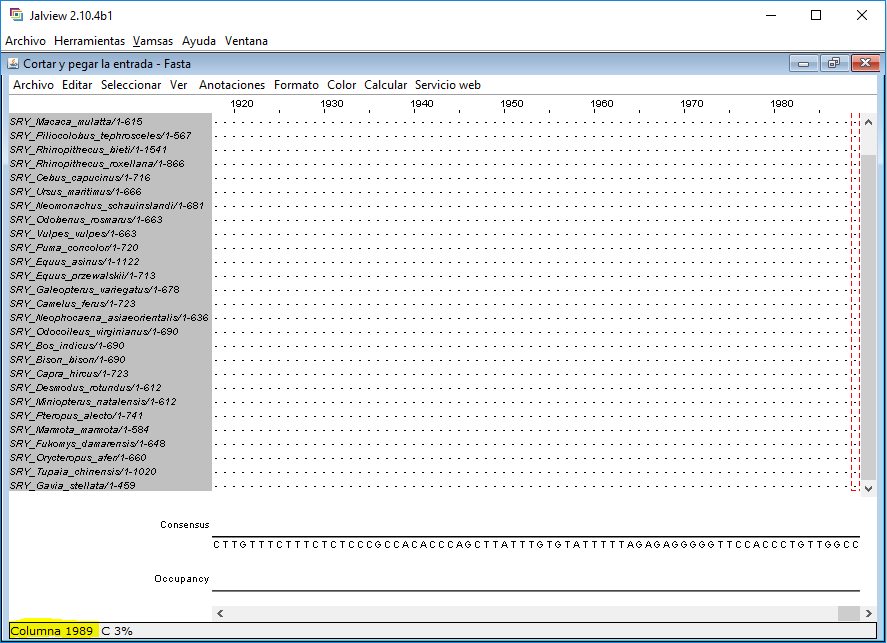 Jalview 2.10.4b1
Archivo Herramientas Vamsas Ayuda Ventana
Cortar y pegar la entrada - Fasta
Archivo Editar Seleccionar Ver Anotaciones Formato Color Calcular Servicio web
1920 1930 1940 1950 1960 1970 1980
SRY_Macaca_mulatta/1-615
SRY_Piliocolobus_tephrosceles/1-567
SRY_Rhinopithecus_bieti/1-1541
SRY_Rhinopithecus_roxellana/1-866
SRY_Cebus_capucinus/1-716
SRY_Ursus_maritimus/1-666
SRY_Neomonachus_schauinslandi/1-681
SRY_Odobenus_rosmarus/1-663
SRY_Vulpes_vulpes/1-663
SRY_Puma_concolor/1-720
SRY_Equus_asinus/1-1122
SRY_Equus_przewalskii/1-713
SRY_Galeopterus_variegatus/1-678
SRY_Camelus_ferus/1-723
SRY_Neophocaena_asiaeorientalis/1-636
SRY_Odocoileus_virginianus/1-690
SRY_Bos_indicus/1-690
SRY_Bison_bison/1-690
SRY_Capra_hircus/1-723
SRY_Desmodus_rotundus/1-612
SRY_Miniopterus_natalensis/1-612
SRY_Pteropus_alecto/1-741
SRY_Marmota_marmota/1-584
SRY_Fukomys_damarensis/1-648
SRY_Orycteropus_afer/1-660
SRY_Tupaia_chinensis/1-1020
SRY_Gavia_stellata/1-459
Consensus
CTTGTTTCTTTCTCTCCCGCCACACCCAGCTTATTTGTGTATTTTTAGAGAGGGGGTTCCACCCTGTTGGCC
Occupancy
Columna 1989 C 3%